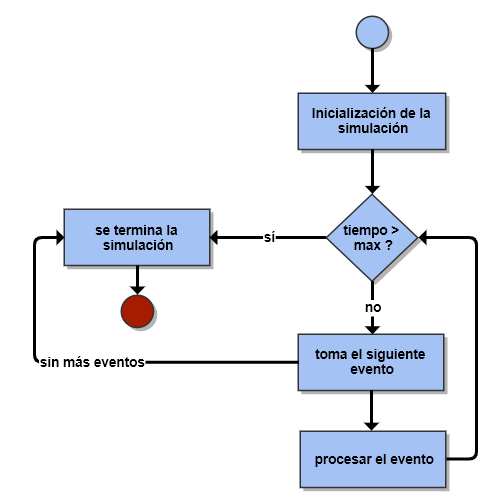 Inicialización de la
simulación
tiempo >
max ?
sí
se termina la
simulación
no
toma el siguiente
evento
sin más eventos
procesar el evento